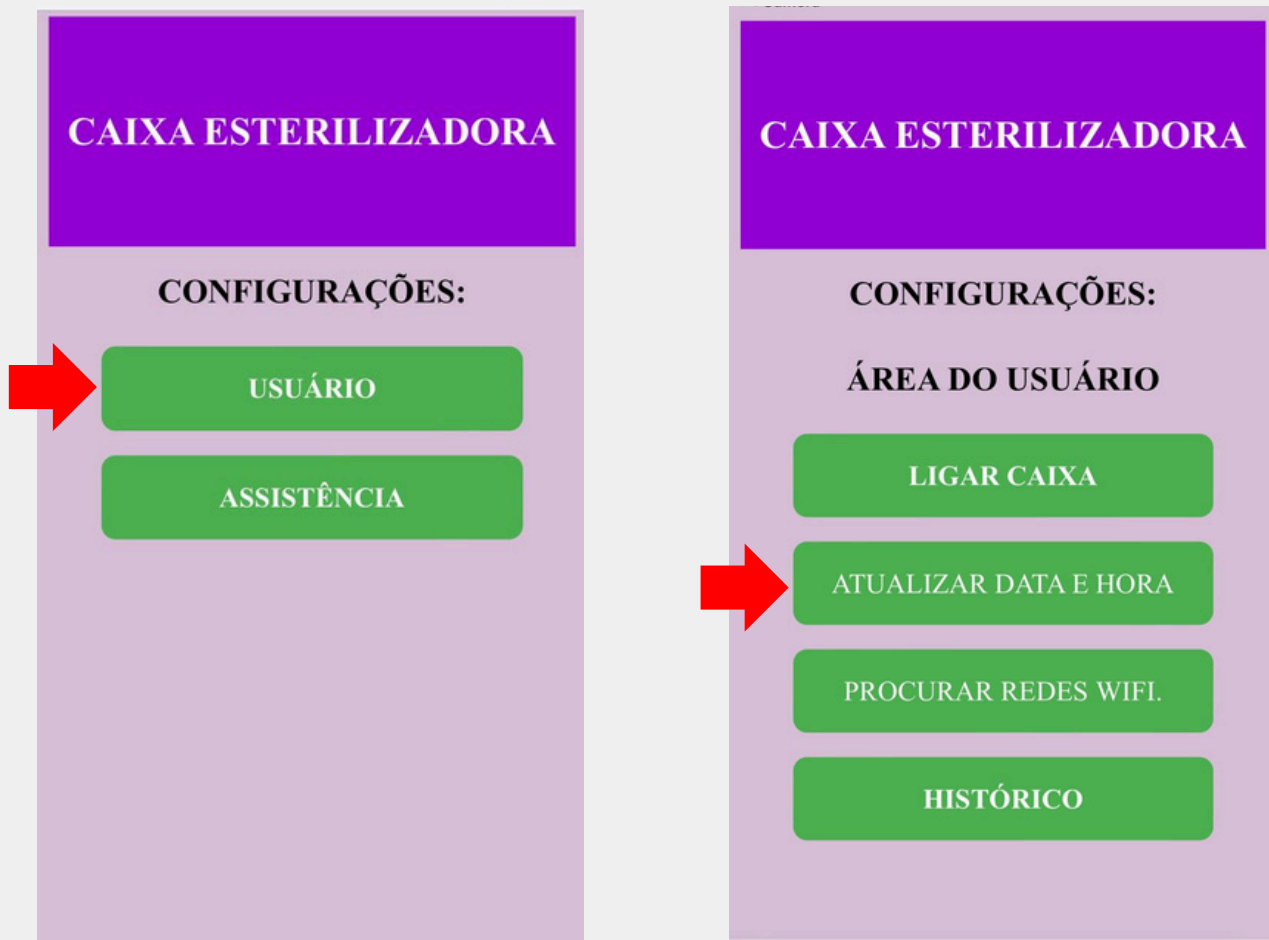 CAIXA ESTERILIZADORA
CONFIGURAÇÕES:
USUÁRIO
ASSISTÊNCIA
CAIXA ESTERILIZADORA
CONFIGURAÇÕES:
ÁREA DO USUÁRIO
LIGAR CAIXA
ATUALIZAR DATA E HORA
PROCURAR REDES WIFI.
HISTÓRICO